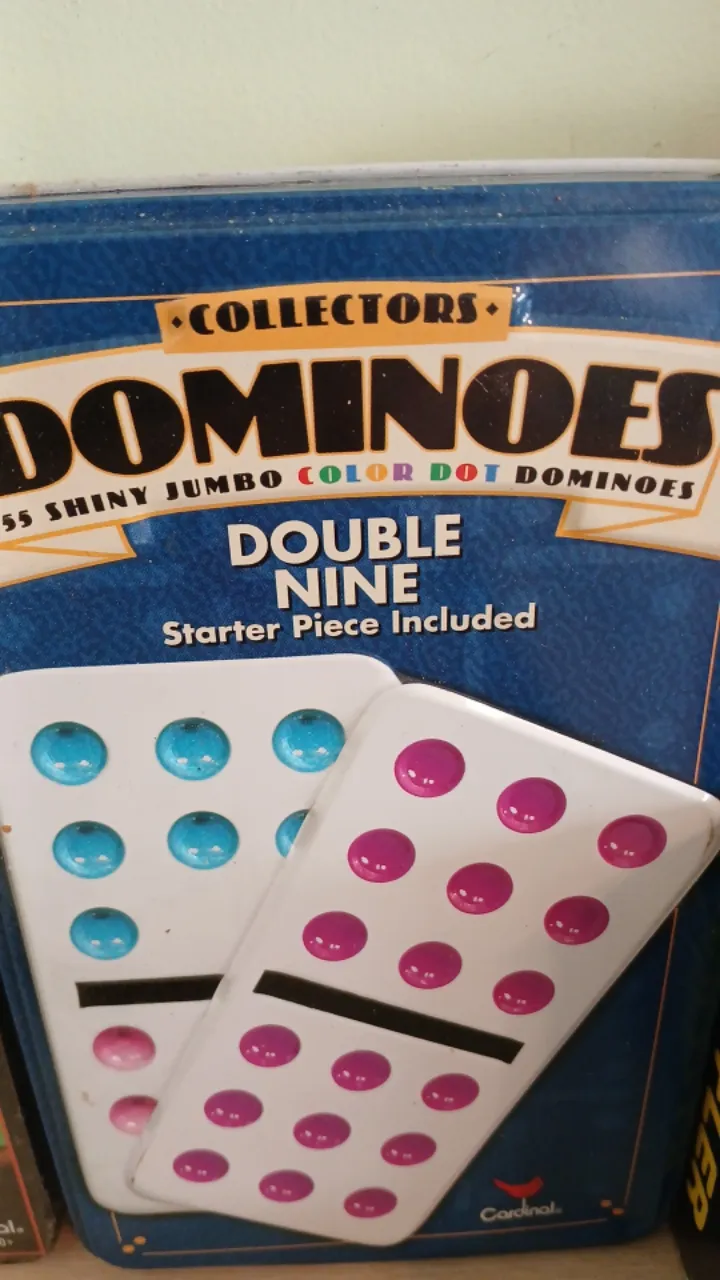 COLLECTORS
DOMINOES
55 SHINY JUMBO COLOR DOT DOMINOES
DOUBLE
NINE
Starter Piece Included
Cardinal